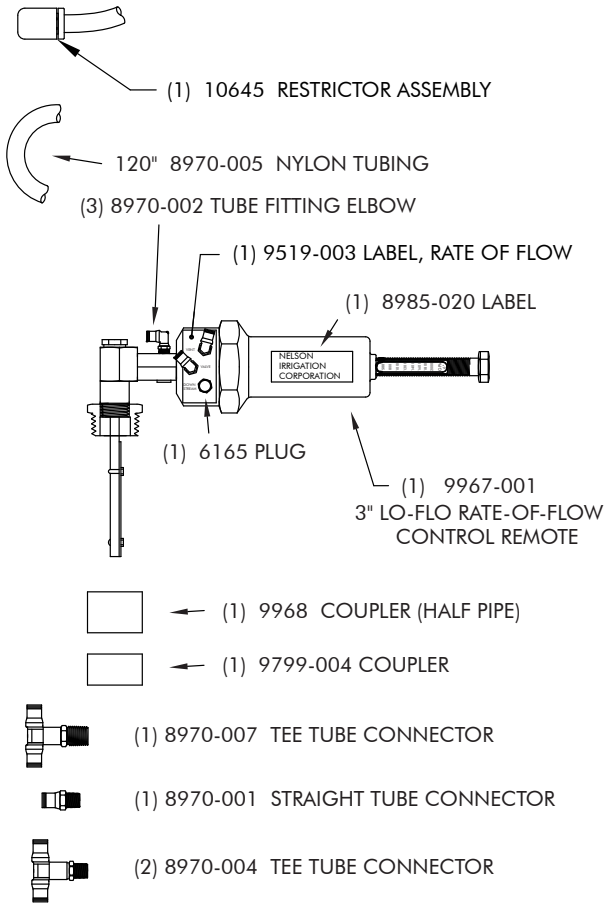 (1) 10645 RESTRICTOR ASSEMBLY
120" 8970-005 NYLON TUBING
(3) 8970-002 TUBE FITTING ELBOW
(1) 9519-003 LABEL, RATE OF FLOW
(1) 8985-020 LABEL
NELSON
IRRIGATION
CORPORATION
VALVE
DOWN
STREAM
(1) 6165 PLUG
(1) 9967-001
3" LO-FLO RATE-OF-FLOW
CONTROL REMOTE
(1) 9968 COUPLER (HALF PIPE)
(1) 9799-004 COUPLER
(1) 8970-007 TEE TUBE CONNECTOR
(1) 8970-001 STRAIGHT TUBE CONNECTOR
(2) 8970-004 TEE TUBE CONNECTOR